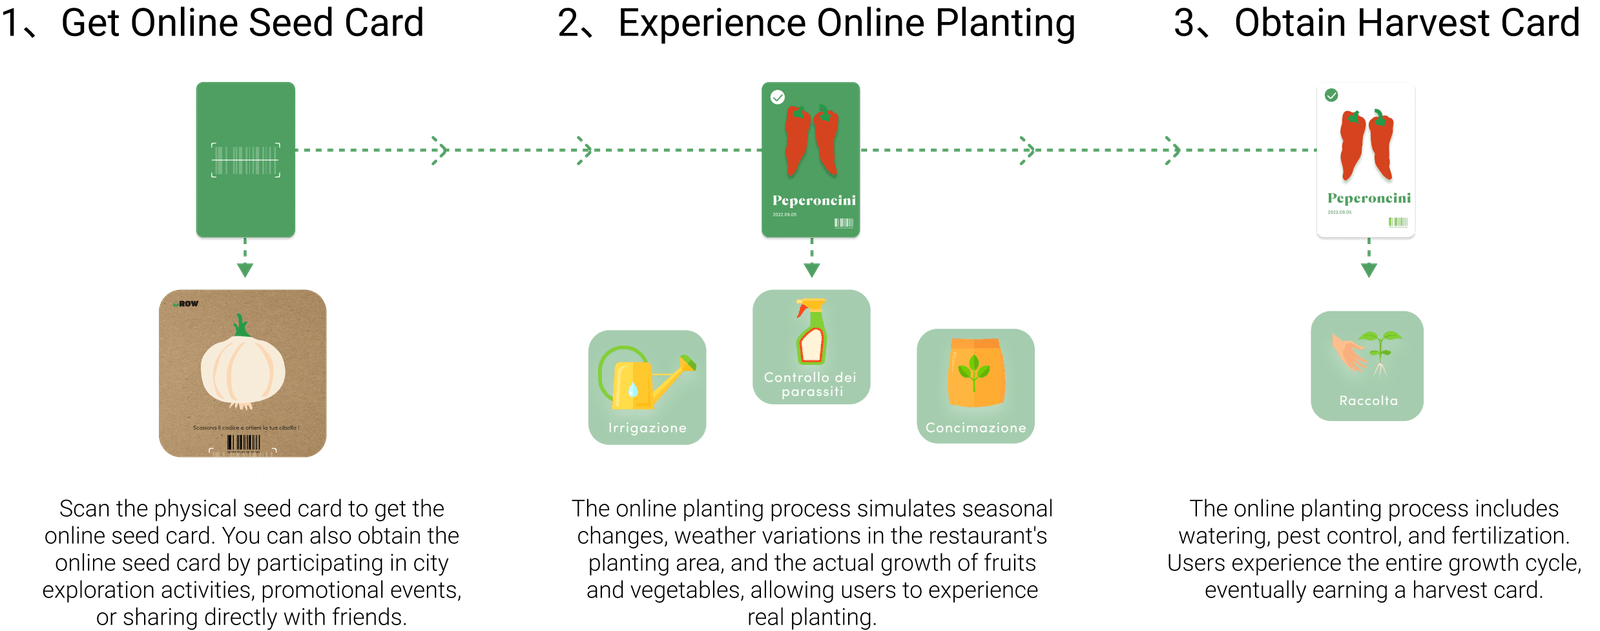 1、Get Online Seed Card
2、Experience Online Planting
3、Obtain Harvest Card
Peperoncini
2022.09.05
Peperoncini
2022.09.05
ROW
Scansiona il codice e ottieni la tua cibolla !
Irrigazione
Controllo dei
parassiti
Concimazione
Raccolta
Scan the physical seed card to get the
online seed card. You can also obtain the
online seed card by participating in city
exploration activities, promotional events,
or sharing directly with friends.
The online planting process simulates seasonal
changes, weather variations in the restaurant's
planting area, and the actual growth of fruits
and vegetables, allowing users to experience
real planting.
The online planting process includes
watering, pest control, and fertilization.
Users experience the entire growth cycle,
eventually earning a harvest card.